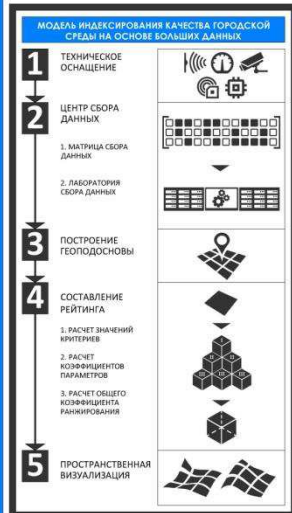 МОДЕЛЬ ИНДЕКСИРОВАНИЯ КАЧЕСТВА ГОРОДСКОЙ
СРЕДЫ НА ОСНОВЕ БОЛЬШИХ ДАННЫХ
1
ТЕХНИЧЕСКОЕ
ОСНАЩЕНИЕ
2
ЦЕНТР СБОРА
ДАННЫХ
1. МАТРИЦА СБОРА
ДАННЫХ
2. ЛАБОРАТОРИЯ
СБОРА ДАННЫХ
3
ПОСТРОЕНИЕ
ГЕОПОДОСНОВЫ
4
СОСТАВЛЕНИЕ
РЕЙТИНГА
1. РАСЧЕТ ЗНАЧЕНИЙ
КРИТЕРИЕВ
2. РАСЧЕТ
КОЭФФИЦИЕНТОВ
ПАРАМЕТРОВ
3. РАСЧЕТ ОБЩЕГО
КОЭФФИЦИЕНТА
РАНЖИРОВАНИЯ
5
ПРОСТРАНСТВЕННАЯ
ВИЗУАЛИЗАЦИЯ